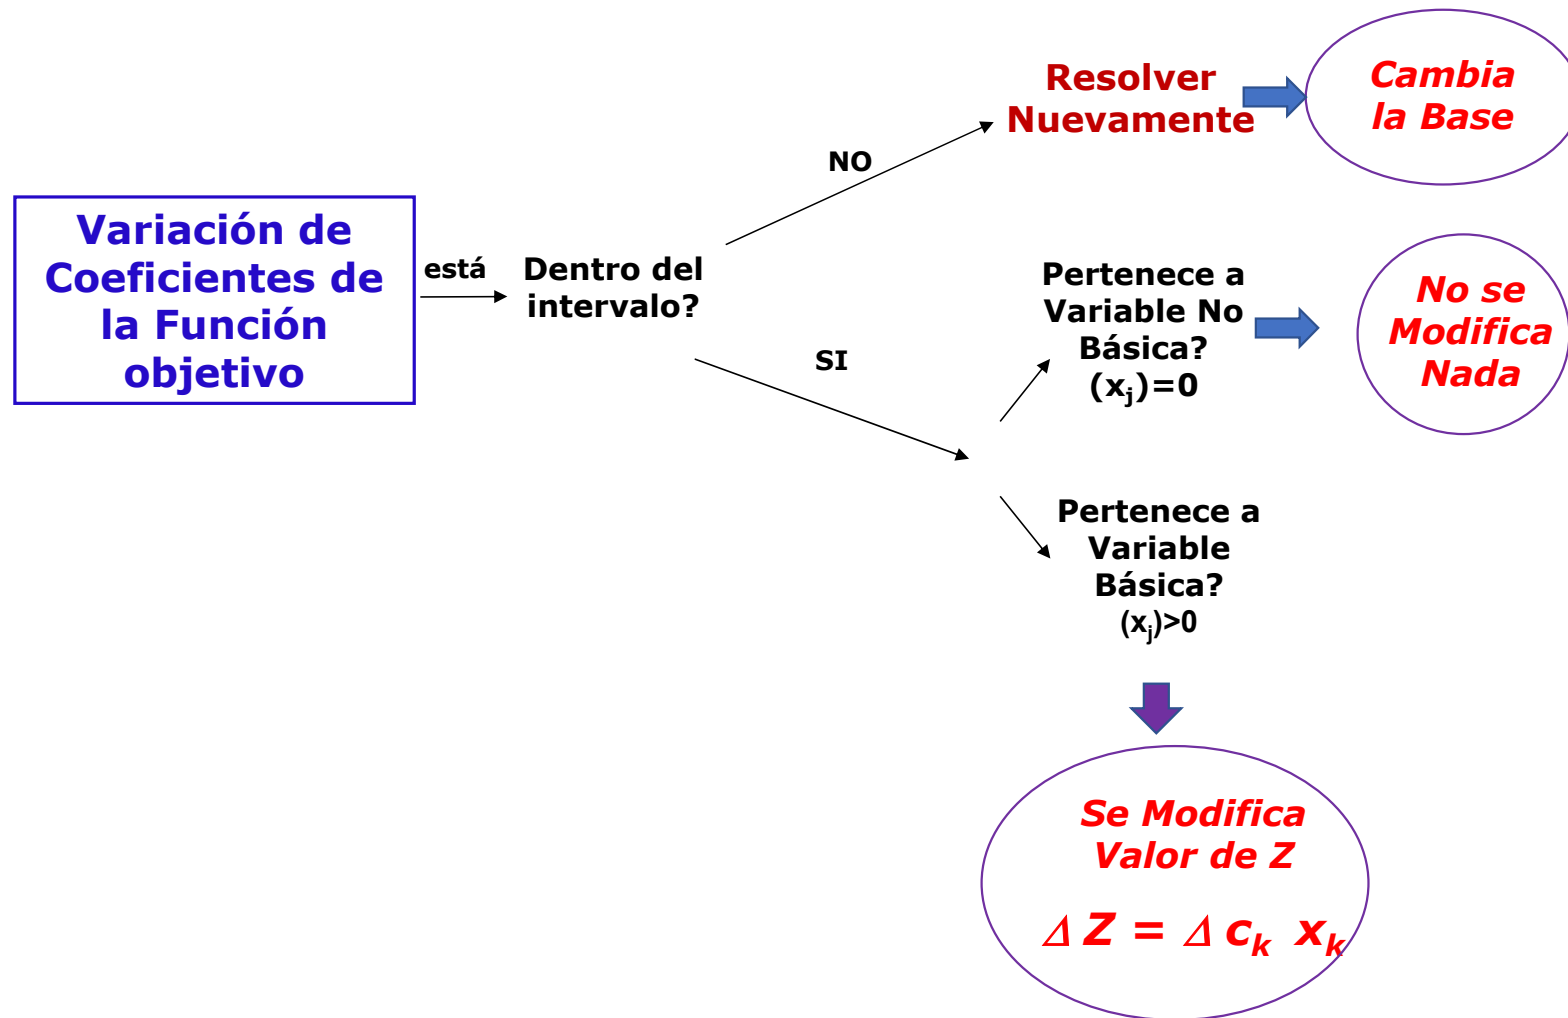 Variación de
Coeficientes de
la Función
objetivo
está
Dentro del
intervalo?
NO
Resolver
Nuevamente
Cambia
la Base
SI
Pertenece a
Variable No
Básica?
(xj)=0
No se
Modifica
Nada
Pertenece a
Variable
Básica?
(xj)>0
Se Modifica
Valor de Z
Δ Z = Δ ck xk